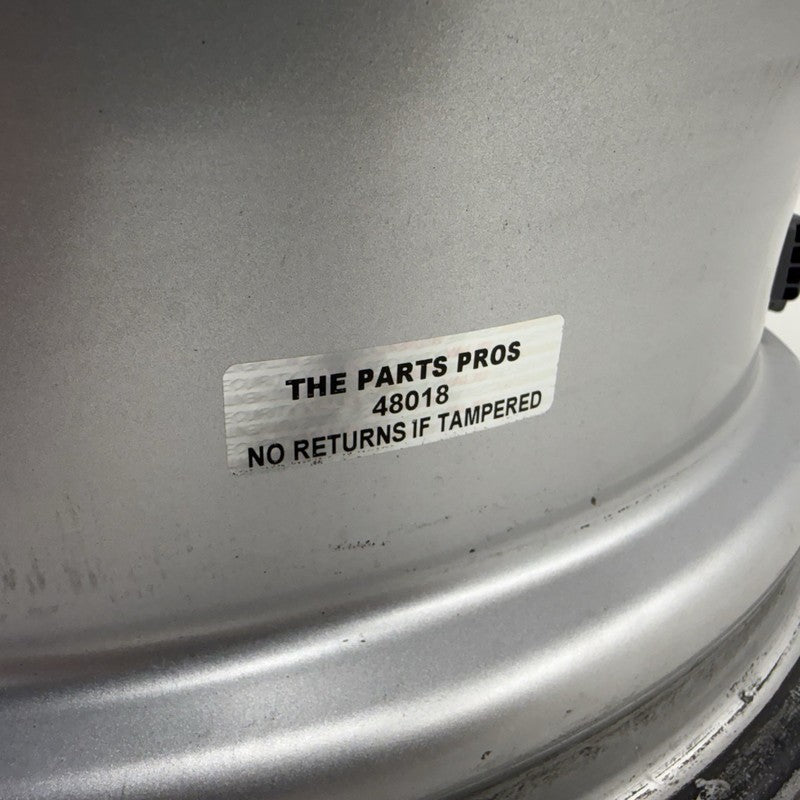 THE PARTS PROS
48018
NO RETURNS IF TAMPERED